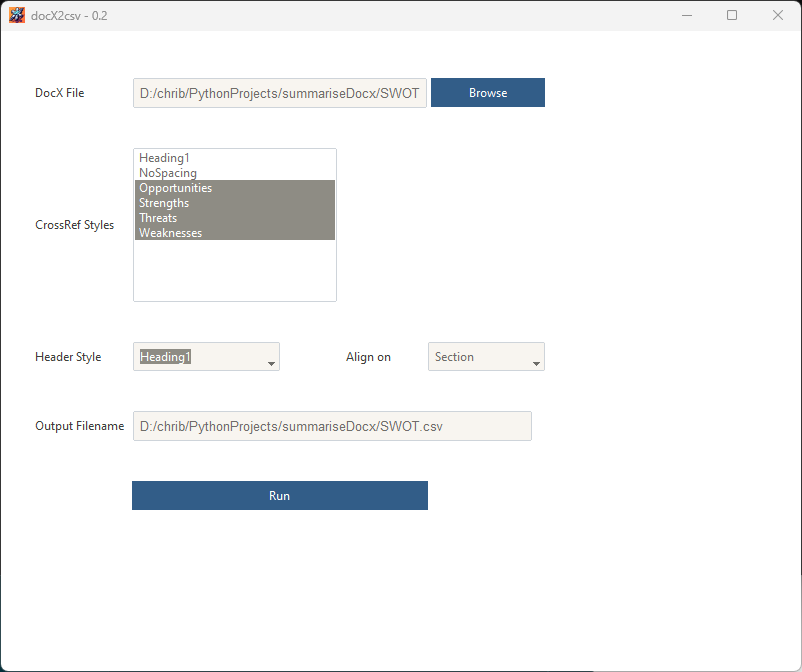 docX2csv - 0.2
DocX File D:/chrib/PythonProjects/summariseDocx/SWOT Browse
Heading1
NoSpacing
Opportunities
Strengths
Threats
Weaknesses
CrossRef Styles
Header Style Heading1 Align on Section
Output Filename D:/chrib/PythonProjects/summariseDocx/SWOT.csv
Run